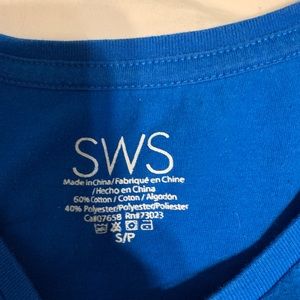 SWS
Made in China/Fabriqué en Chine
/Hecho en China
60% Cotton / Coton / Algodón
40% Polyester/Polyester/Poliester
Ca#07658 Rn#73023
S/P